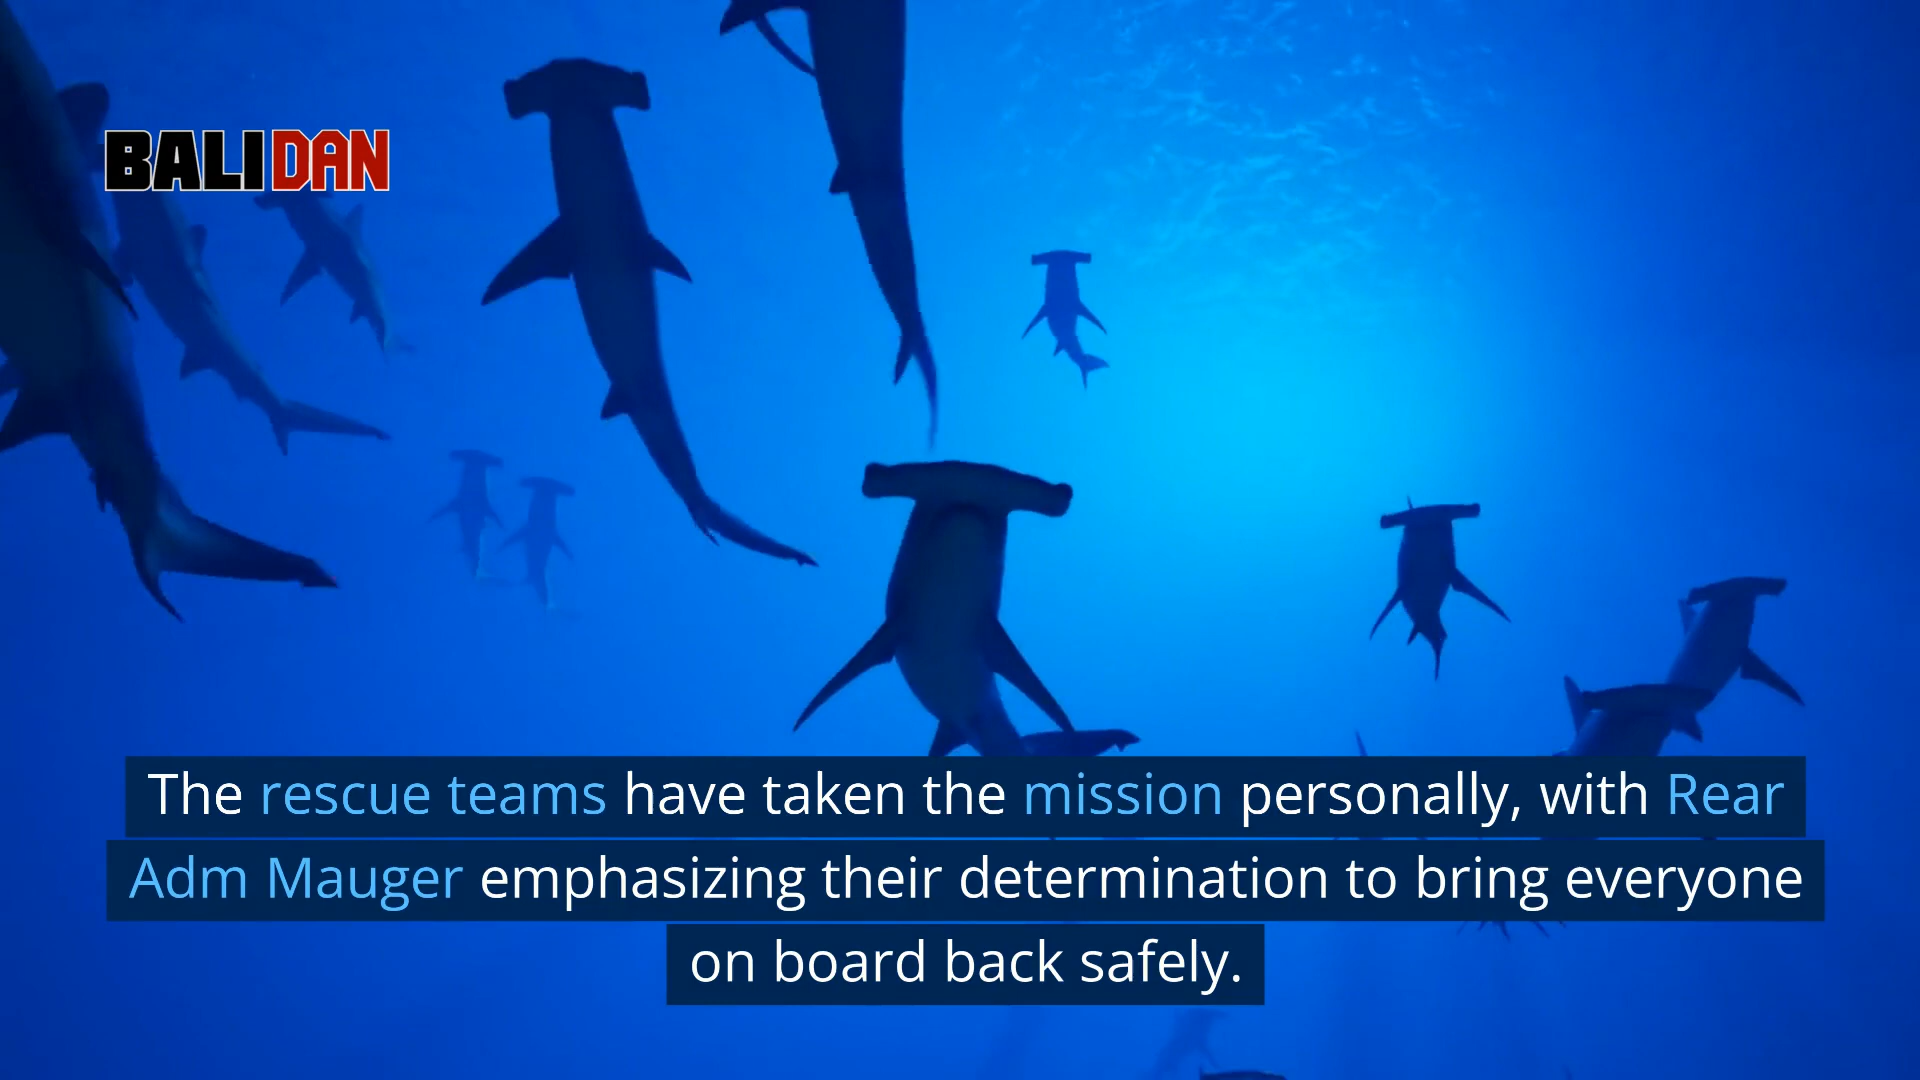 BALIDAN
The rescue teams have taken the mission personally, with Rear
Adm Mauger emphasizing their determination to bring everyone
on board back safely.